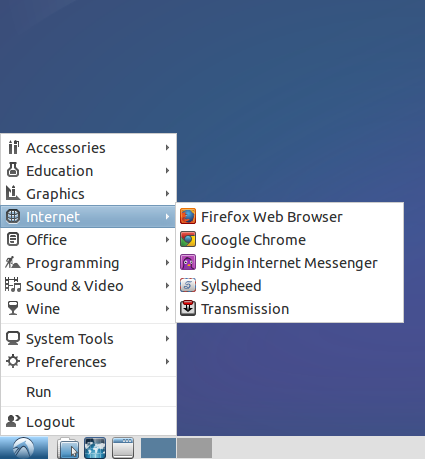 Accessories
Education
Graphics
Internet
Office
Programming
Sound & Video
Wine
System Tools
Preferences
Run
Logout
Firefox Web Browser
Google Chrome
Pidgin Internet Messenger
Sylpheed
Transmission